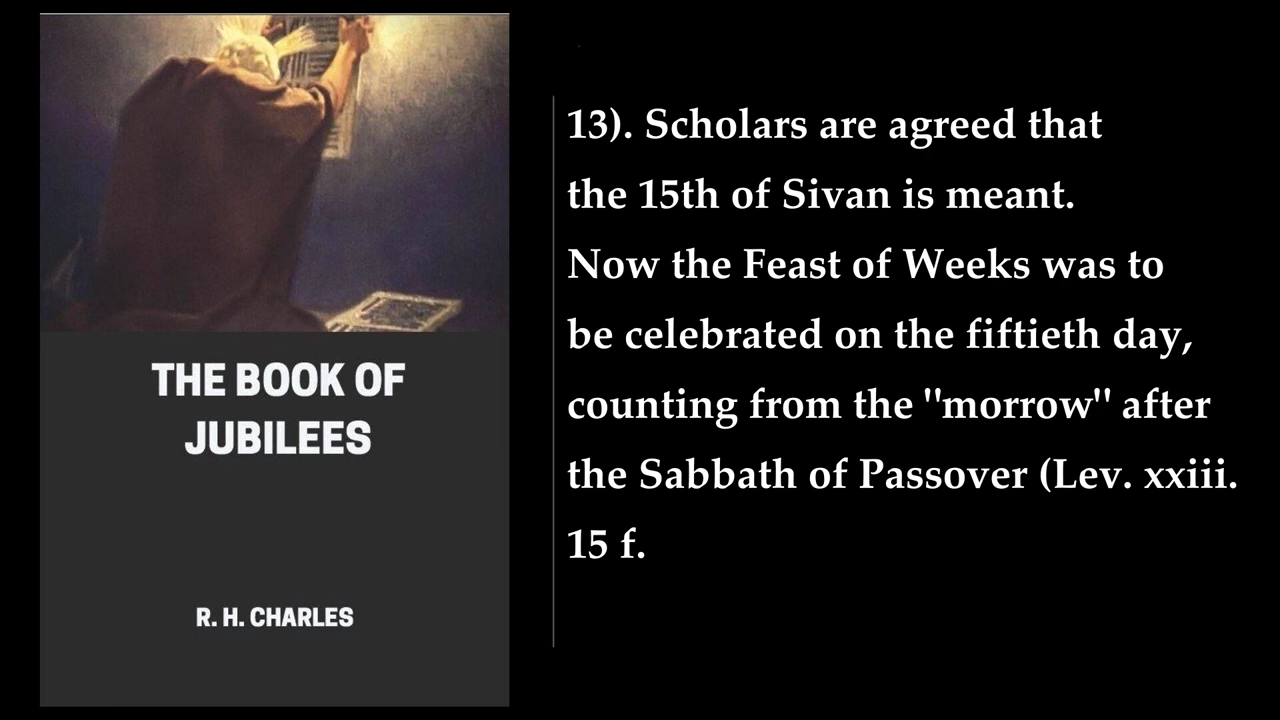 THE BOOK OF
JUBILEES
R. H. CHARLES
13). Scholars are agreed that
the 15th of Sivan is meant.
Now the Feast of Weeks was to
be celebrated on the fiftieth day,
counting from the "morrow" after
the Sabbath of Passover (Lev. xxiii.
15 f.